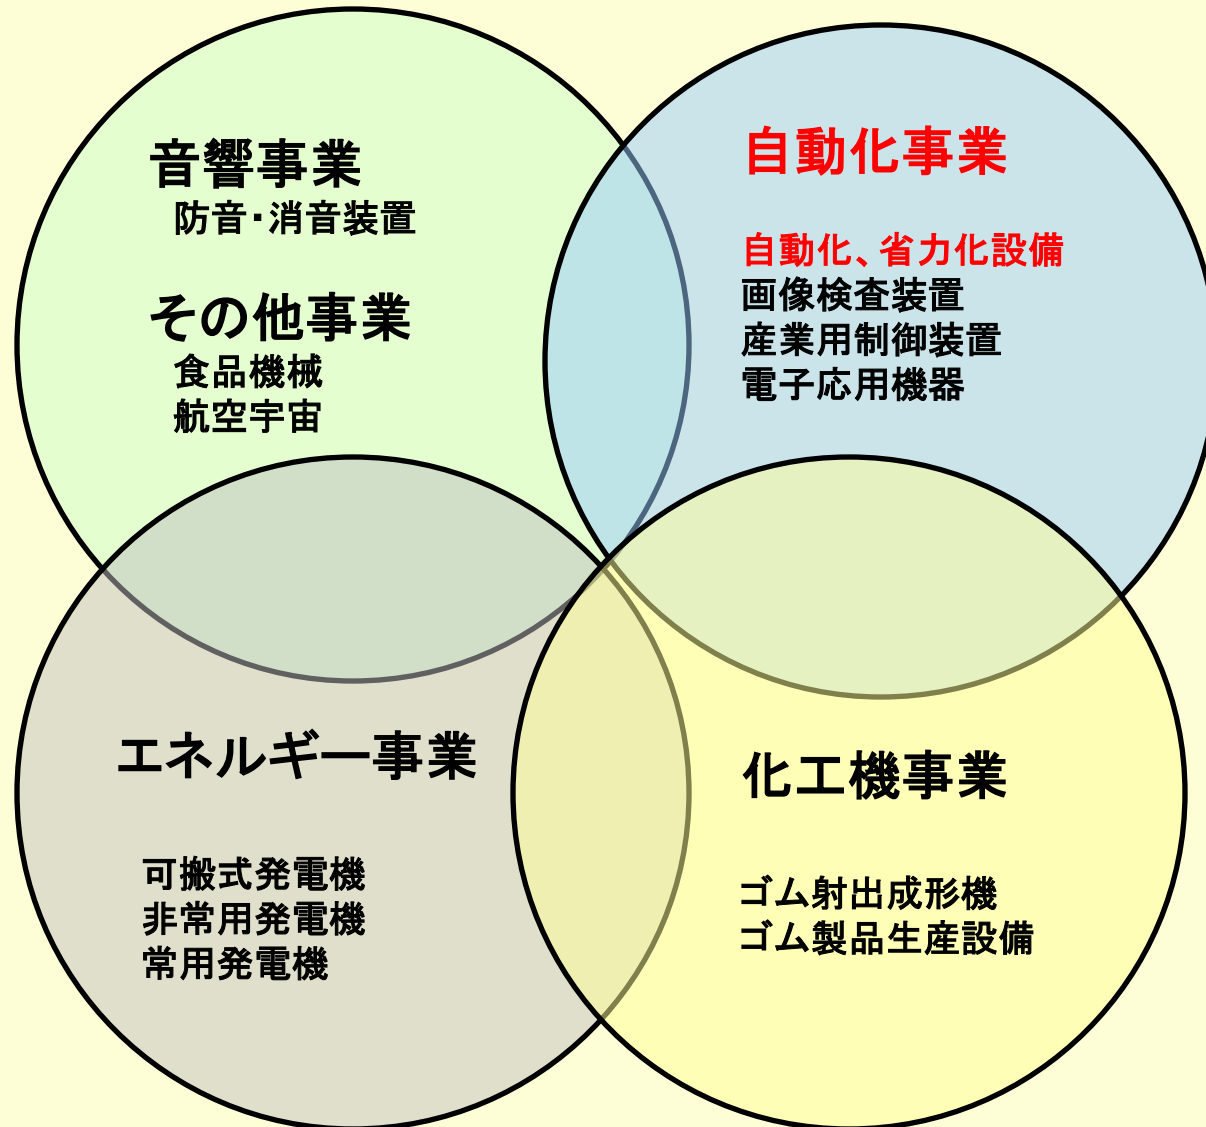 音響事業
防音・消音装置
その他事業
食品機械
航空宇宙
自動化事業
自動化、省力化設備
画像検査装置
産業用制御装置
電子応用機器
エネルギー事業
可搬式発電機
非常用発電機
常用発電機
化工機事業
ゴム射出成形機
ゴム製品生産設備